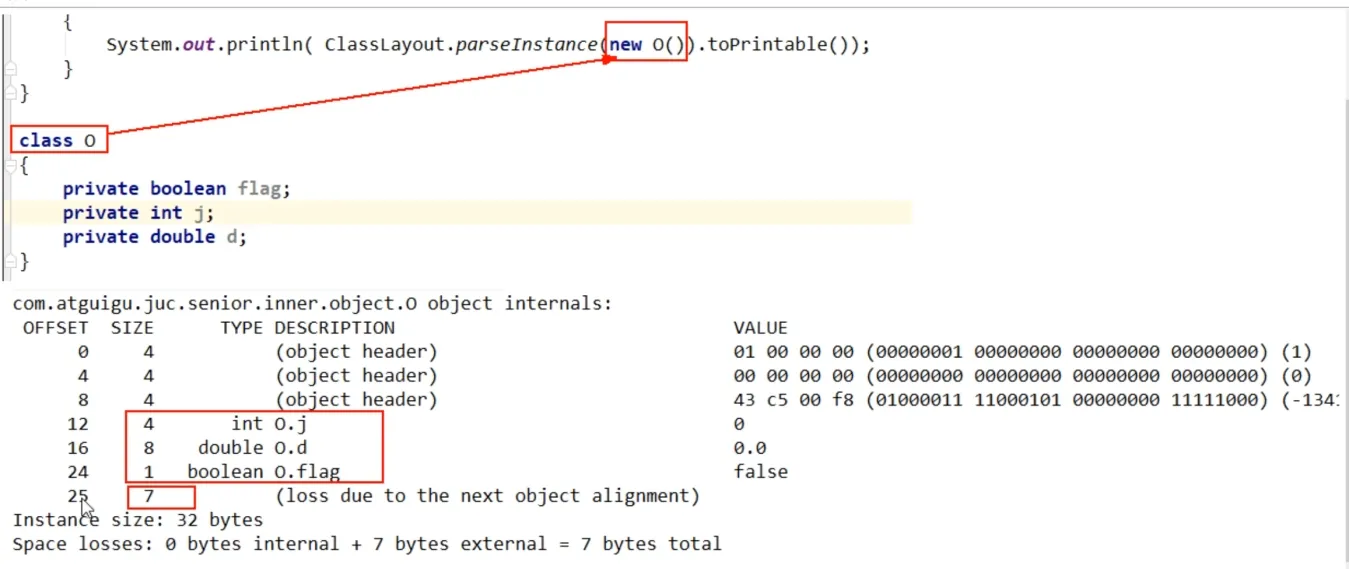 {
System.out.println( ClassLayout.parseInstance(new O()).toPrintable());
}
}
class O
{
private boolean flag;
private int j;
private double d;
}
com.atguigu.juc.senior.inner.object.O object internals:
OFFSET SIZE TYPE DESCRIPTION VALUE
0 4 (object header) 01 00 00 00 (00000001 00000000 00000000 00000000) (1)
4 4 (object header) 00 00 00 00 (00000000 00000000 00000000 00000000) (0)
8 4 (object header) 43 c5 00 f8 (01000011 11000101 00000000 11111000) (-1341
12 4 int O.j 0
16 8 double O.d 0.0
24 1 boolean O.flag false
25 7 (loss due to the next object alignment)
Instance size: 32 bytes
Space losses: 0 bytes internal + 7 bytes external = 7 bytes total